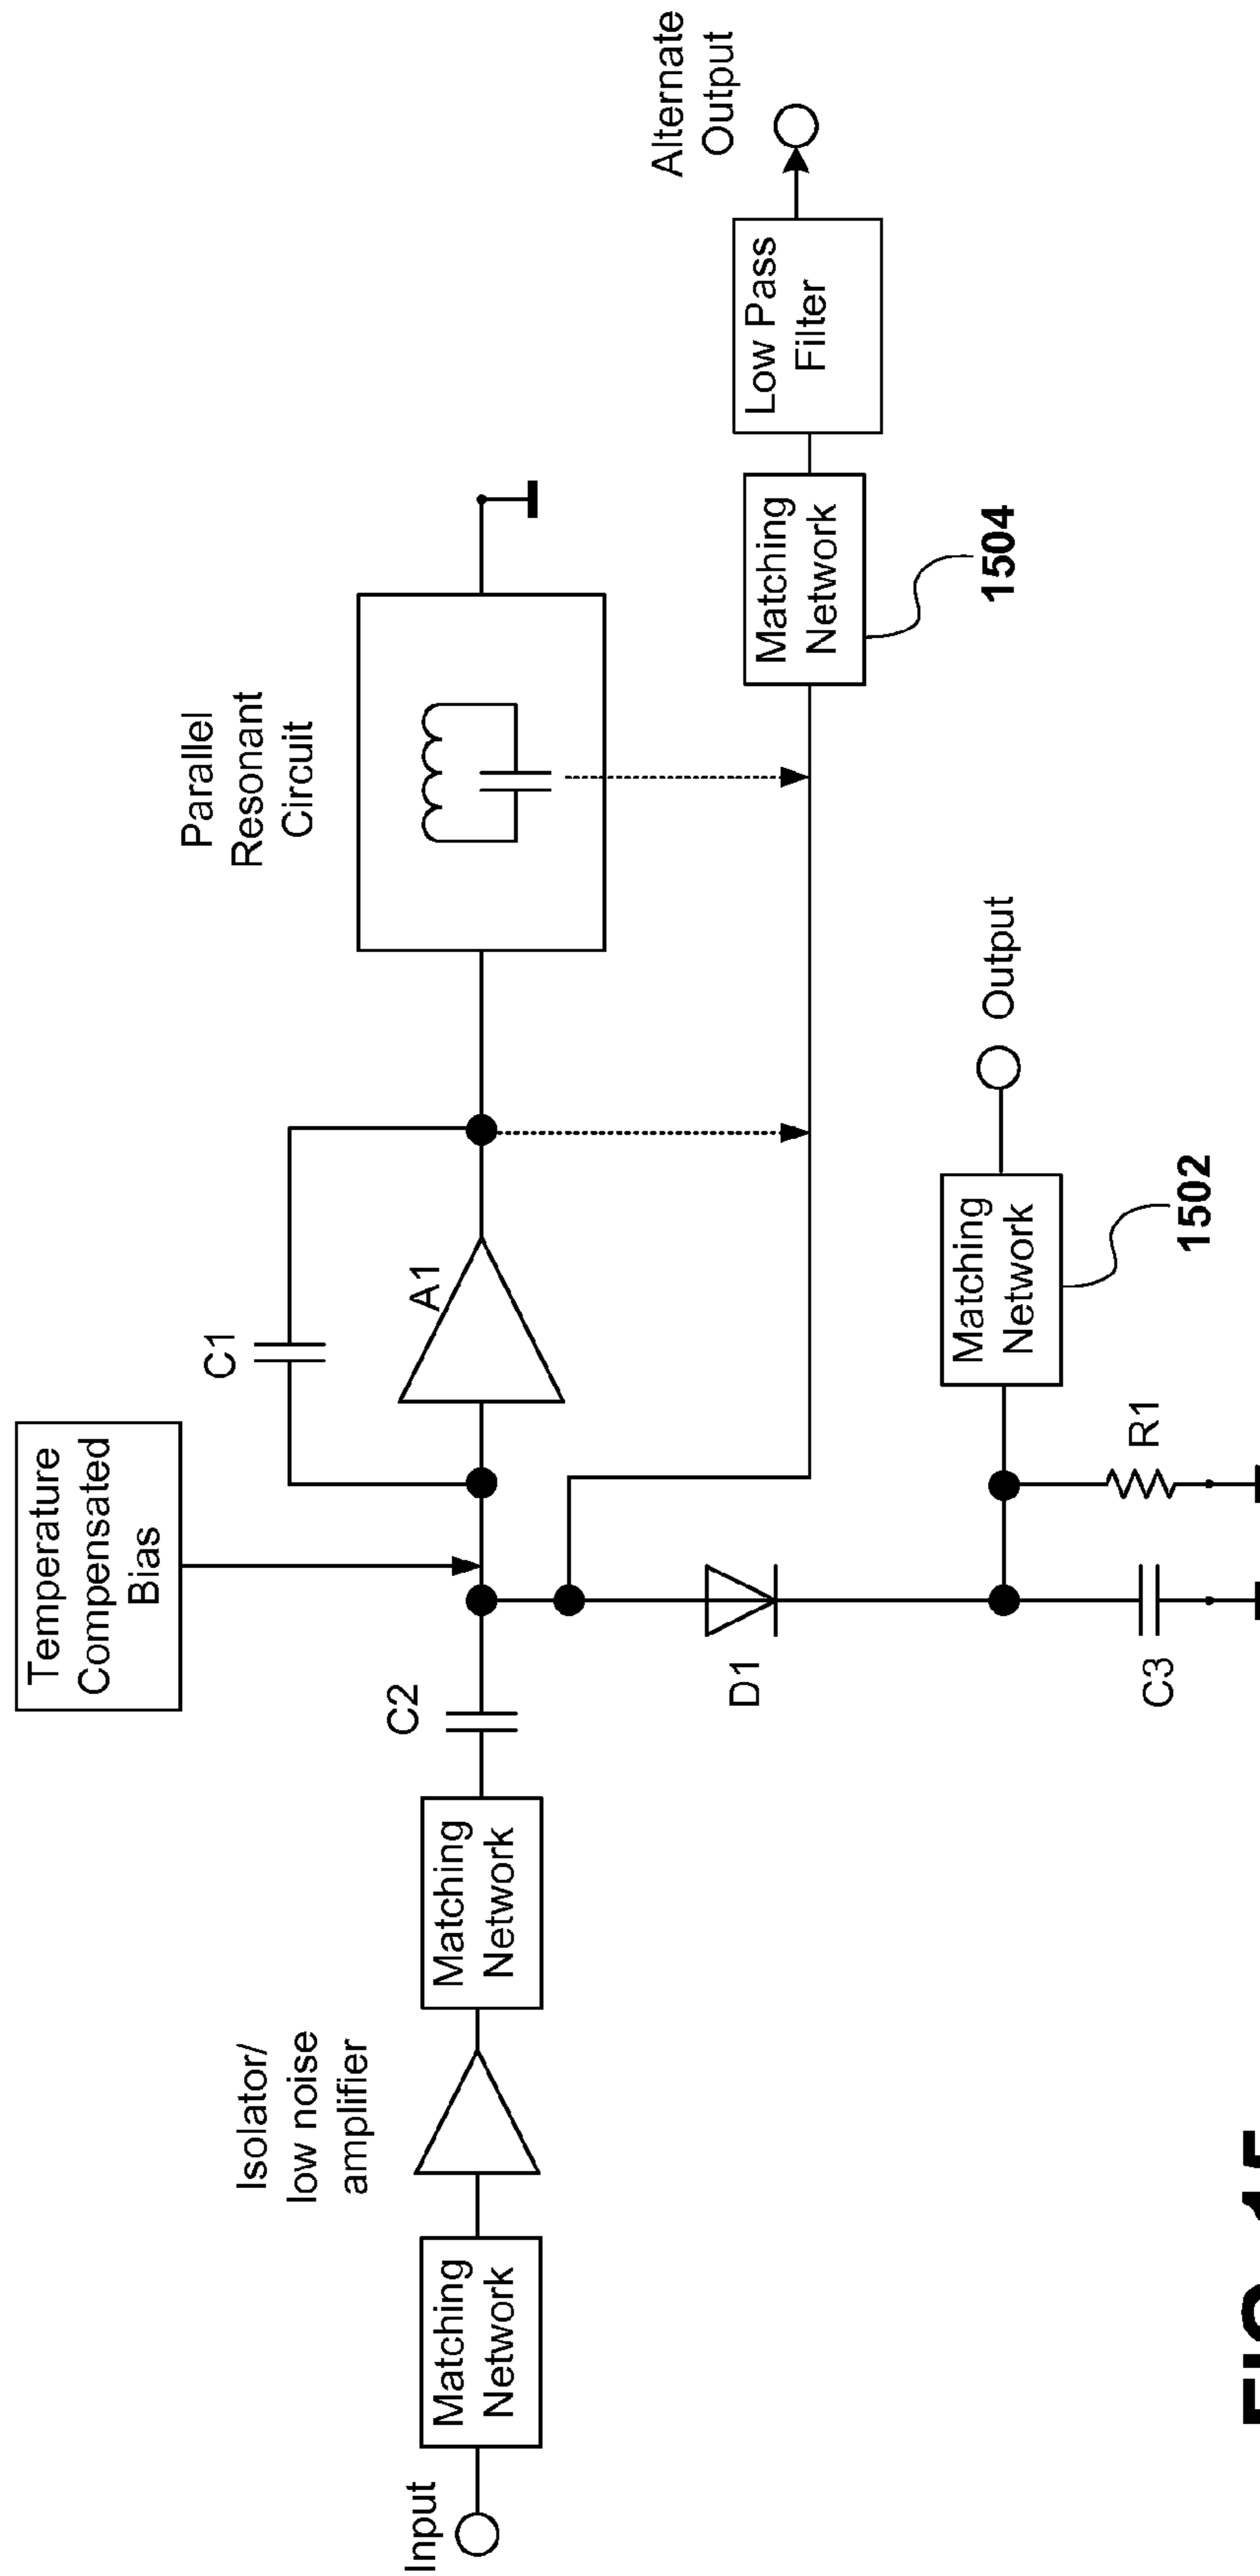 Temperature
Compensated
Bias
C1
A1
Parallel
Resonant
Circuit
Alternate
Output
Low Pass
Filter
Matching
Network
1504
Input
Matching
Network
Isolator/
low noise
amplifier
Matching
Network
C2
D1
C3
R1
Matching
Network
1502
Output